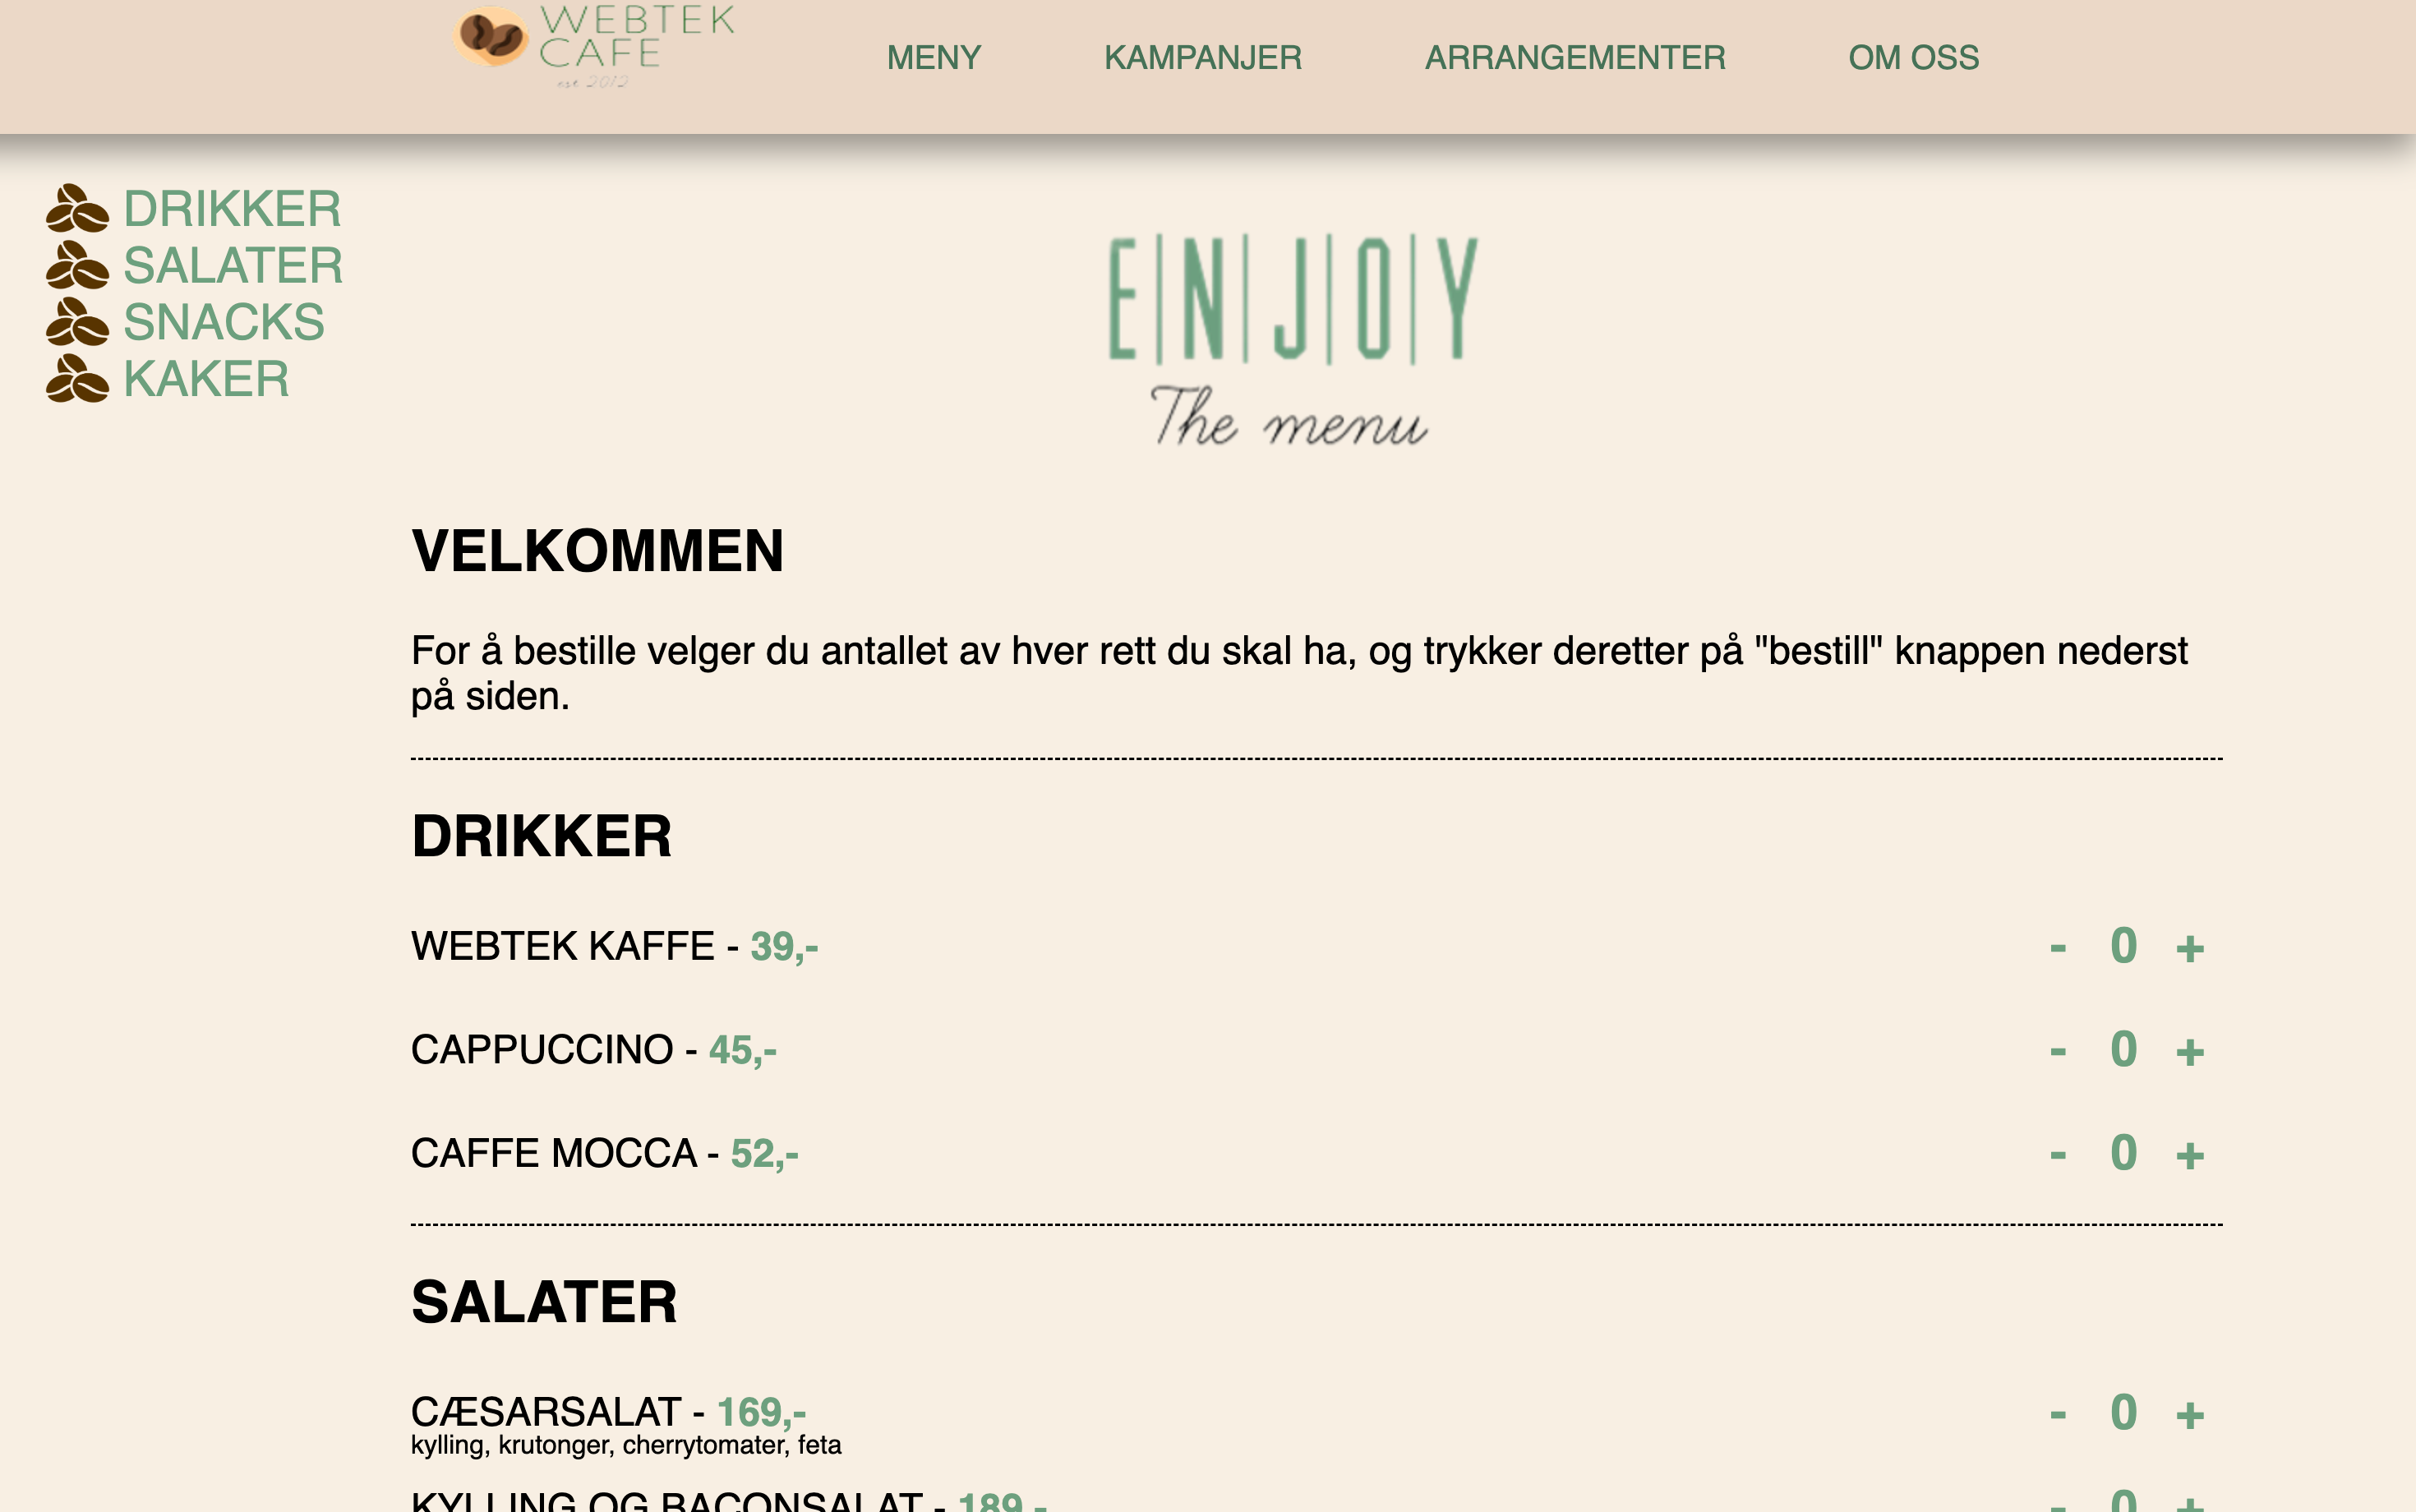 WEBTEK
CAFE
est 2012
MENY
KAMPANJER
ARRANGEMENTER
OM OSS
DRIKKER
SALATER
SNACKS
KAKER
E|N|J|O|Y
The menu
VELKOMMEN
For å bestille velger du antallet av hver rett du skal ha, og trykker deretter på "bestill" knappen nederst
på siden.
DRIKKER
WEBTEK KAFFE - 39,- - 0 +
CAPPUCCINO - 45,- - 0 +
CAFFE MOCCA - 52,- - 0 +
SALATER
CÆSARSALAT - 169,- - 0 +
kylling, krutonger, cherrytomater, feta
KYLLING OG BACONSALAT - 189,- - 0 +